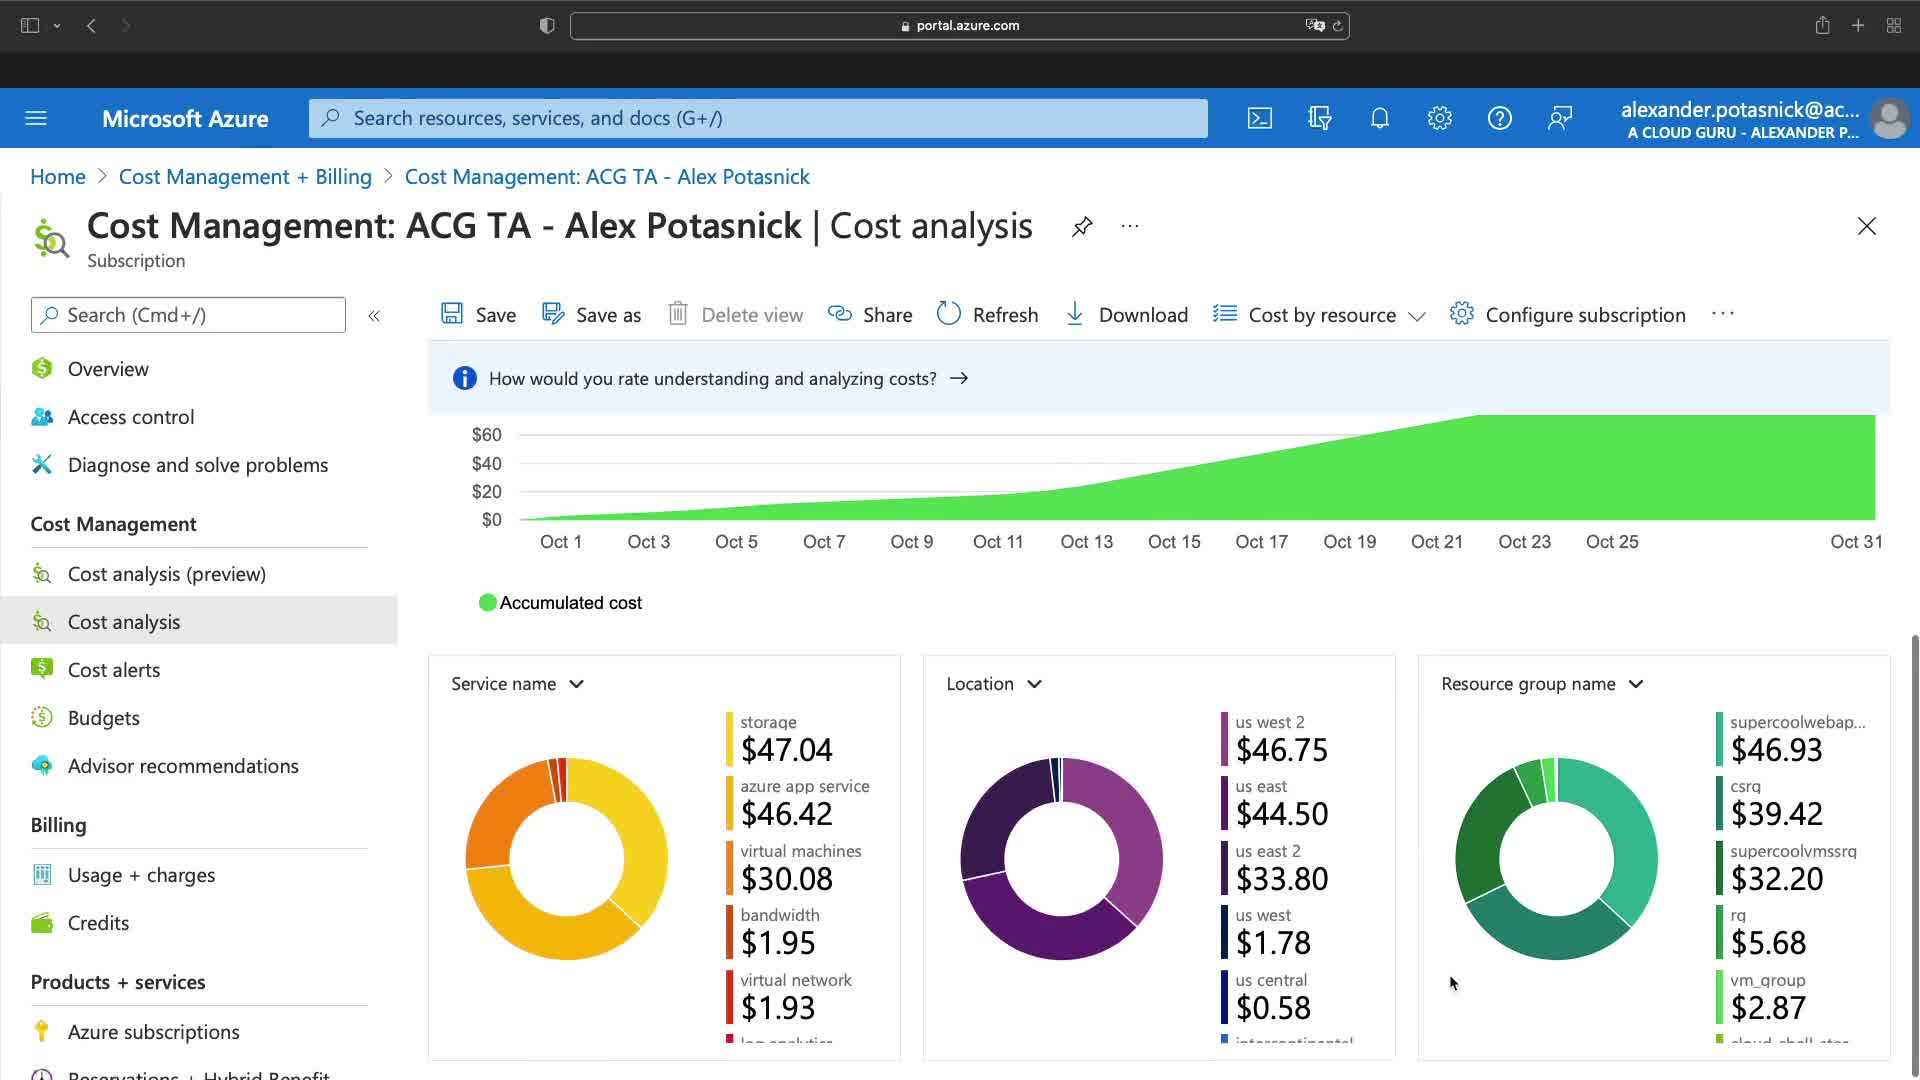 portal.azure.com
Microsoft Azure
Search resources, services, and docs (G+/)
alexander.potasnick@ac...
A CLOUD GURU - ALEXANDER P...
Home > Cost Management + Billing > Cost Management: ACG TA - Alex Potasnick
Cost Management: ACG TA - Alex Potasnick | Cost analysis
Subscription
Search (Cmd+/)
Overview
Access control
Diagnose and solve problems
Cost Management
Cost analysis (preview)
Cost analysis
Cost alerts
Budgets
Advisor recommendations
Billing
Usage + charges
Credits
Products + services
Azure subscriptions
Reservations + Hybrid Benefit
Save
Save as
Delete view
Share
Refresh
Download
Cost by resource
Configure subscription
How would you rate understanding and analyzing costs?
$60
$40
$20
$0
Oct 1 Oct 3 Oct 5 Oct 7 Oct 9 Oct 11 Oct 13 Oct 15 Oct 17 Oct 19 Oct 21 Oct 23 Oct 25 Oct 31
Accumulated cost
Service name
storage
$47.04
azure app service
$46.42
virtual machines
$30.08
bandwidth
$1.95
virtual network
$1.93
log analytics
Location
us west 2
$46.75
us east
$44.50
us east 2
$33.80
us west
$1.78
us central
$0.58
intercontinental
Resource group name
supercoolwebap...
$46.93
csrg
$39.42
supercoolvmssrg
$32.20
rg
$5.68
vm_group
$2.87